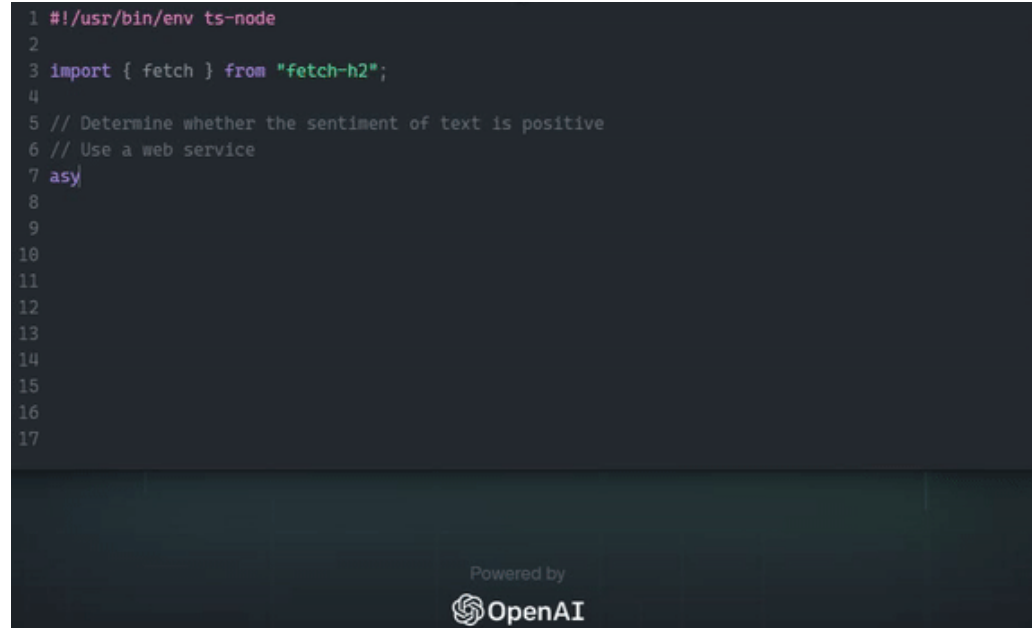 1 #!/usr/bin/env ts-node
2
3 import { fetch } from "fetch-h2";
4
5 // Determine whether the sentiment of text is positive
6 // Use a web service
7 asy
8
9
10
11
12
13
14
15
16
17
Powered by
OpenAI